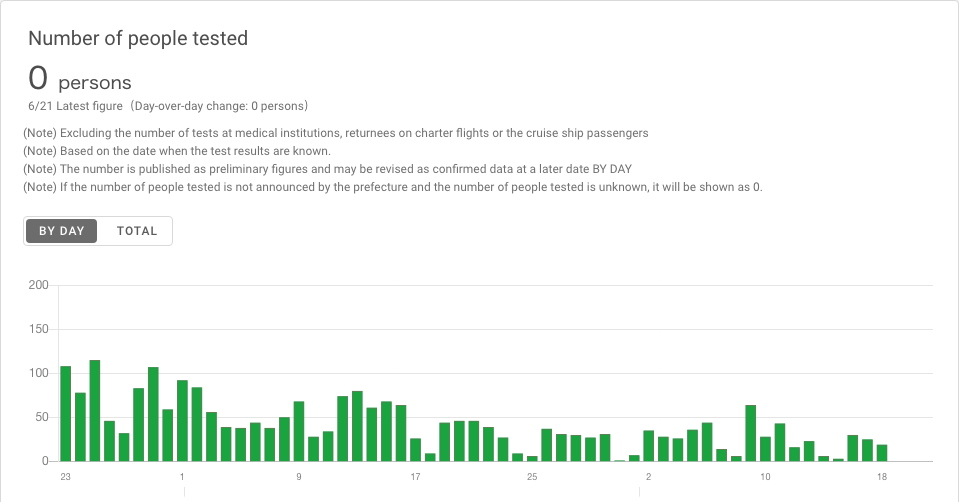 Number of people tested
0 persons
6/21 Latest figure（Day-over-day change: 0 persons）
(Note) Excluding the number of tests at medical institutions, returnees on charter flights or the cruise ship passengers
(Note) Based on the date when the test results are known.
(Note) The number is published as preliminary figures and may be revised as confirmed data at a later date BY DAY
(Note) If the number of people tested is not announced by the prefecture and the number of people tested is unknown, it will be shown as 0.
BY DAY TOTAL
200
150
100
50
0
23 1 9 17 25 2 10 18